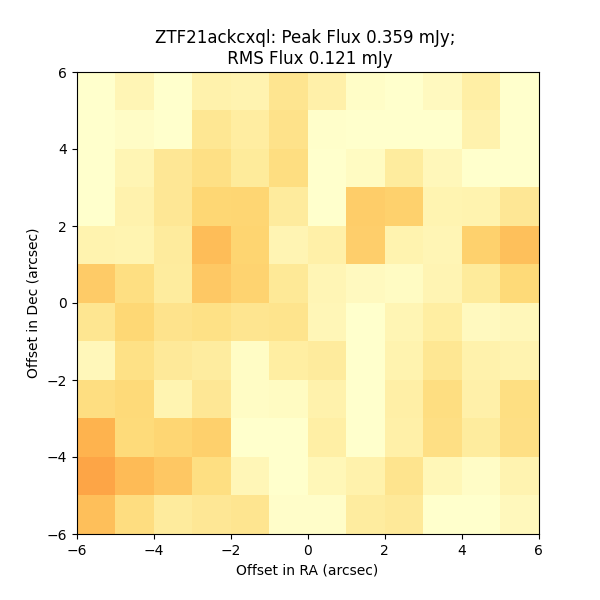 ZTF21ackcxql: Peak Flux 0.359 mJy;
RMS Flux 0.121 mJy
6
4
2
0
−2
−4
−6
Offset in Dec (arcsec)
−6 −4 −2 0 2 4 6
Offset in RA (arcsec)